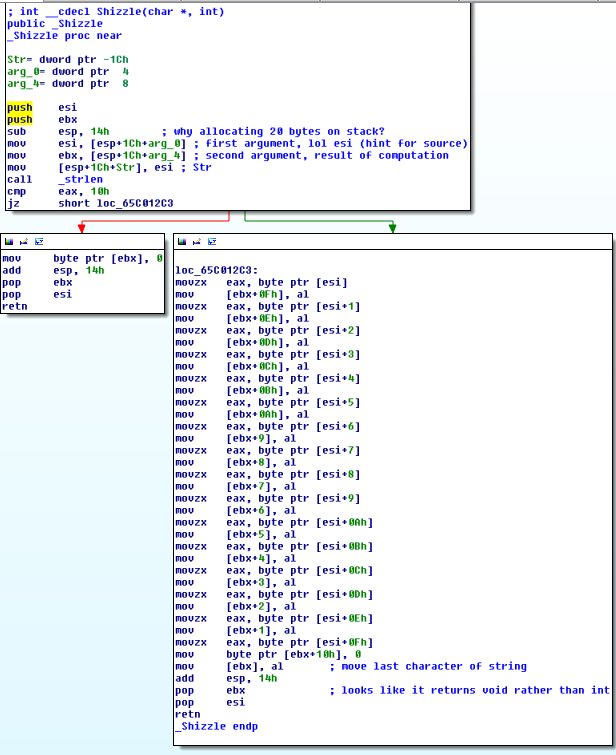 ; int __cdecl Shizzle(char *, int)
public _Shizzle
_Shizzle proc near
Str= dword ptr -1Ch
arg_0= dword ptr  4
arg_4= dword ptr  8
push    esi
push    ebx
sub     esp, 14h        ; why allocating 20 bytes on stack?
mov     esi, [esp+1Ch+arg_0] ; first argument, lol esi (hint for source)
mov     ebx, [esp+1Ch+arg_4] ; second argument, result of computation
mov     [esp+1Ch+Str], esi ; Str
call    _strlen
cmp     eax, 10h
jz      short loc_65C012C3
mov     byte ptr [ebx], 0
add     esp, 14h
pop     ebx
pop     esi
retn
loc_65C012C3:
movzx   eax, byte ptr [esi]
mov     [ebx+0Fh], al
movzx   eax, byte ptr [esi+1]
mov     [ebx+0Eh], al
movzx   eax, byte ptr [esi+2]
mov     [ebx+0Dh], al
movzx   eax, byte ptr [esi+3]
mov     [ebx+0Ch], al
movzx   eax, byte ptr [esi+4]
mov     [ebx+0Bh], al
movzx   eax, byte ptr [esi+5]
mov     [ebx+0Ah], al
movzx   eax, byte ptr [esi+6]
mov     [ebx+9], al
movzx   eax, byte ptr [esi+7]
mov     [ebx+8], al
movzx   eax, byte ptr [esi+8]
mov     [ebx+7], al
movzx   eax, byte ptr [esi+9]
mov     [ebx+6], al
movzx   eax, byte ptr [esi+0Ah]
mov     [ebx+5], al
movzx   eax, byte ptr [esi+0Bh]
mov     [ebx+4], al
movzx   eax, byte ptr [esi+0Ch]
mov     [ebx+3], al
movzx   eax, byte ptr [esi+0Dh]
mov     [ebx+2], al
movzx   eax, byte ptr [esi+0Eh]
mov     [ebx+1], al
movzx   eax, byte ptr [esi+0Fh]
mov     byte ptr [ebx+10h], 0
mov     [ebx], al       ; move last character of string
add     esp, 14h
pop     ebx             ; looks like it returns void rather than int
pop     esi
retn
_Shizzle endp